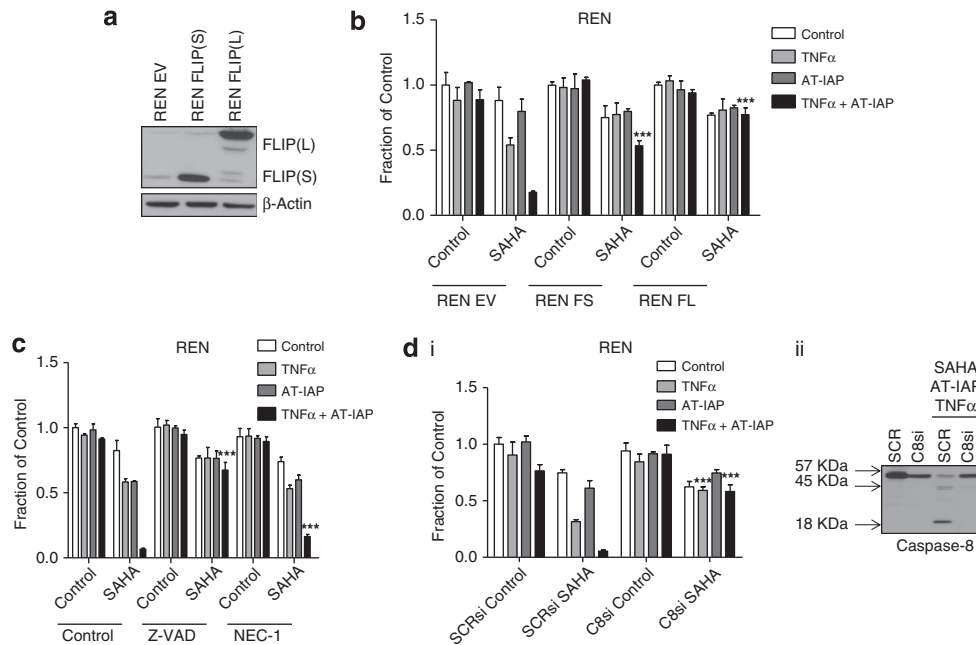 a
REN EV
REN FLIP(S)
REN FLIP(L)
FLIP(L)
FLIP(S)
β-Actin
b
REN
Fraction of Control
1.5
1.0
0.5
0.0
***
***
Control
TNFα
AT-IAP
TNFα + AT-IAP
Control
SAHA
Control
SAHA
Control
SAHA
REN EV
REN FS
REN FL
c
REN
Fraction of Control
1.5
1.0
0.5
0.0
***
***
Control
TNFα
AT-IAP
TNFα + AT-IAP
Control
SAHA
Control
SAHA
Control
SAHA
Control
Z-VAD
NEC-1
d i
REN
Fraction of Control
1.5
1.0
0.5
0.0
***
***
Control
TNFα
AT-IAP
TNFα + AT-IAP
SCRsi Control
SCRsi SAHA
C8si Control
C8si SAHA
ii
SAHA
AT-IAP
TNFα
SCR
C8si
SCR
C8si
57 KDa
45 KDa
18 KDa
Caspase-8